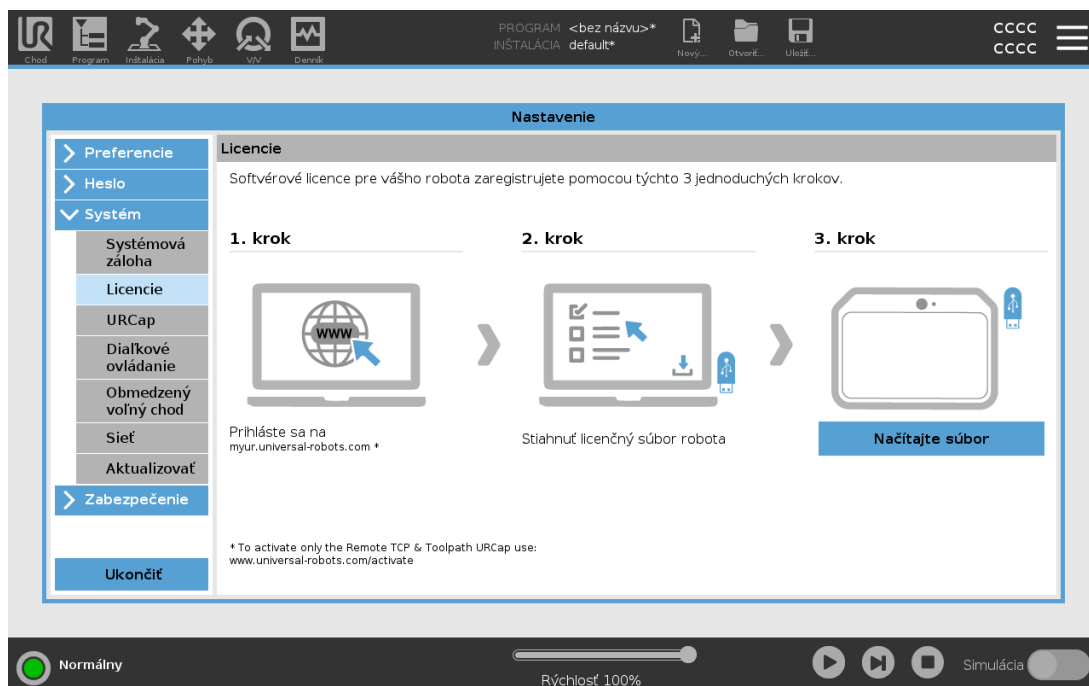 PROGRAM <bez názvu>*
INŠTALÁCIA default*
CCCC
CCCC
Chod
Program
Inštalácia
Pohyb
V/V
Denník
Nový...
Otvoriť...
Uložiť...
Nastavenie
Preferencie
Heslo
Systém
Systémová
záloha
Licencie
URCap
Diaľkové
ovládanie
Obmedzený
voľný chod
Sieť
Aktualizovať
Zabezpečenie
Ukončiť
Licencie
Softvérové licence pre vášho robota zaregistrujete pomocou týchto 3 jednoduchých krokov.
1. krok
WWW
Prihláste sa na
myur.universal-robots.com *
2. krok
Stiahnuť licenčný súbor robota
3. krok
Načítajte súbor
* To activate only the Remote TCP & Toolpath URCap use:
www.universal-robots.com/activate
Normálny
Rýchlosť 100%
Simulácia